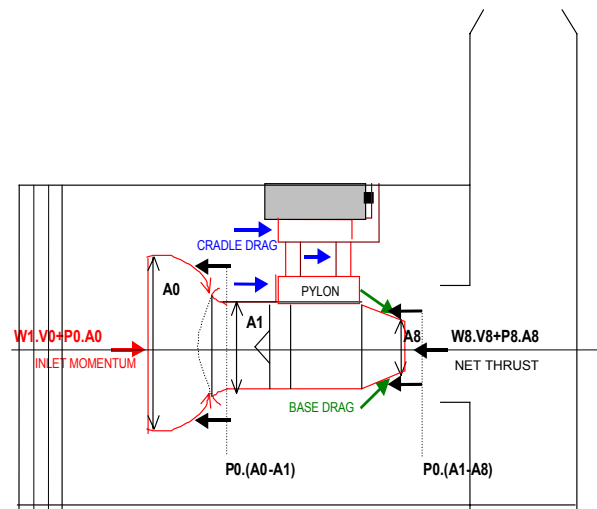 CRADLE DRAG
PYLON
A0
A1
A8
W1.V0+P0.A0
INLET MOMENTUM
W8.V8+P8.A8
NET THRUST
BASE DRAG
P0.(A0-A1)
P0.(A1-A8)